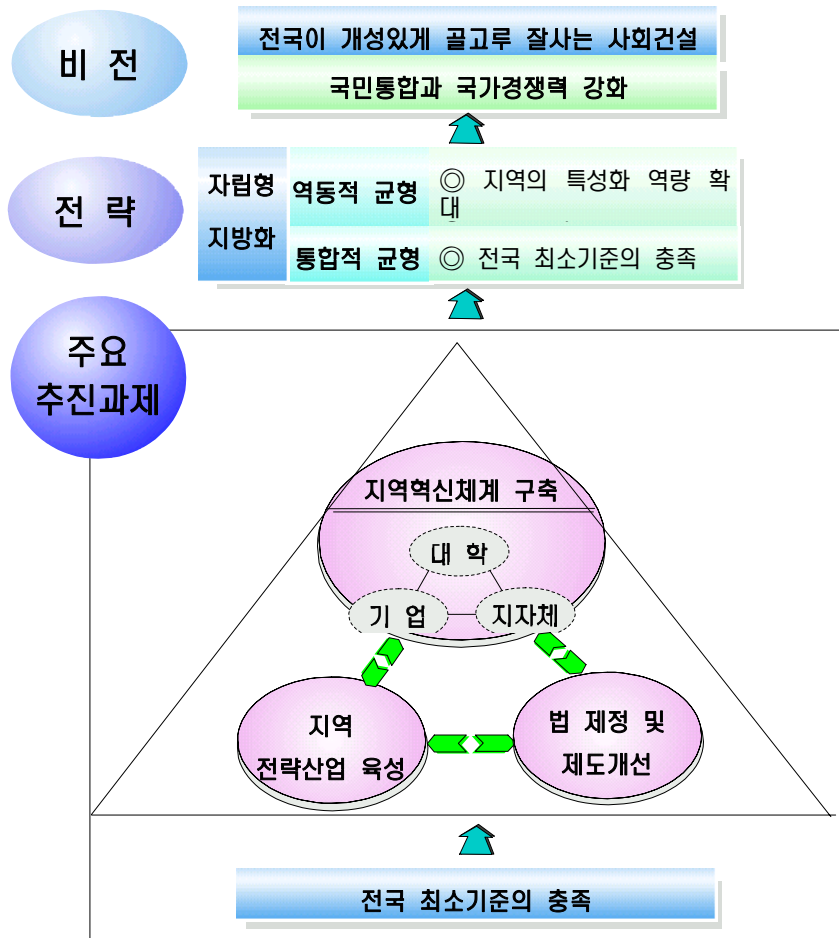 비 전
전국이 개성있게 골고루 잘사는 사회건설
국민통합과 국가경쟁력 강화
전 략
자립형
지방화
역동적 균형
◎ 지역의 특성화 역량 확
대
통합적 균형
◎ 전국 최소기준의 충족
주요
추진과제
지역혁신체계 구축
대 학
기 업
지자체
지역
전략산업 육성
법 제정 및
제도개선
전국 최소기준의 충족